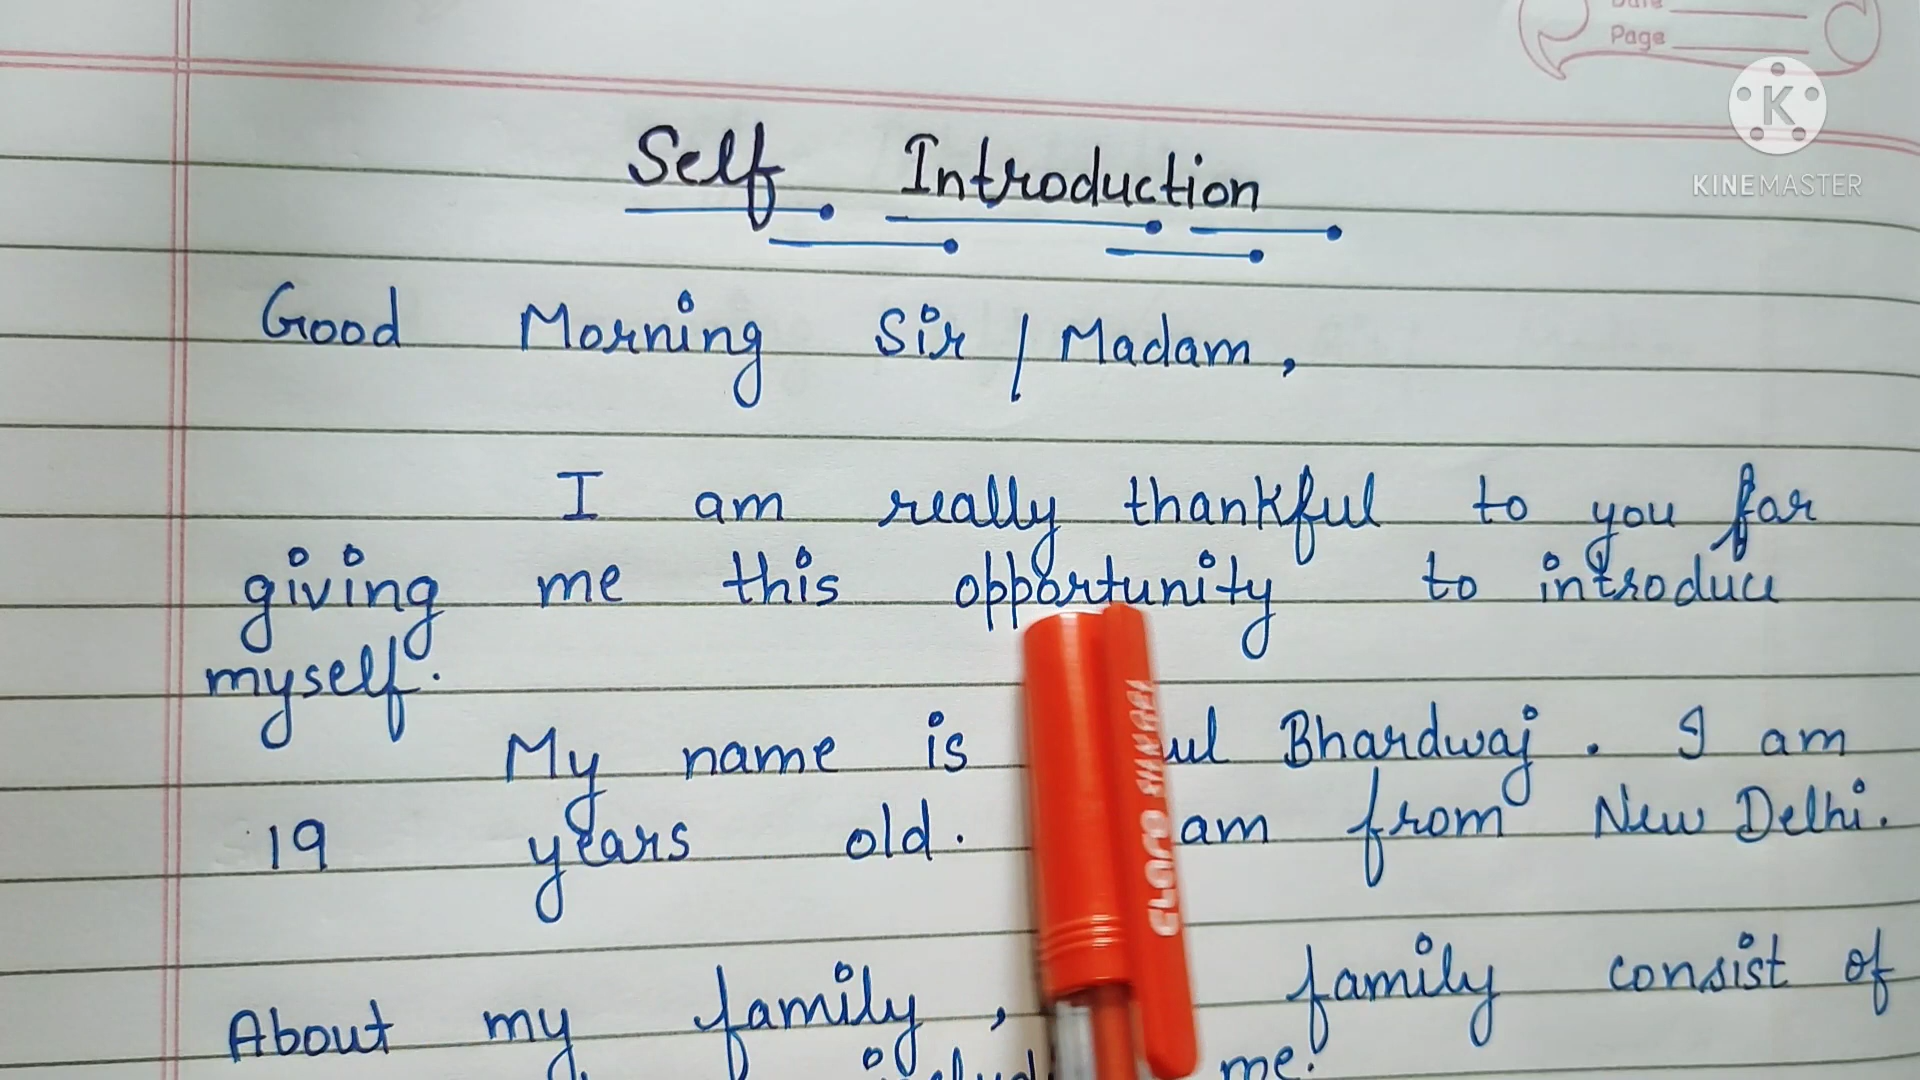 Page
KINEMASTER
Self Introduction
Good Morning Sir / Madam,
I am really thankful to you for
giving me this opportunity to introduce
myself.
My name is ul Bhardwaj. I am
19 years old. am from New Delhi.
About my family, family consist of
me.